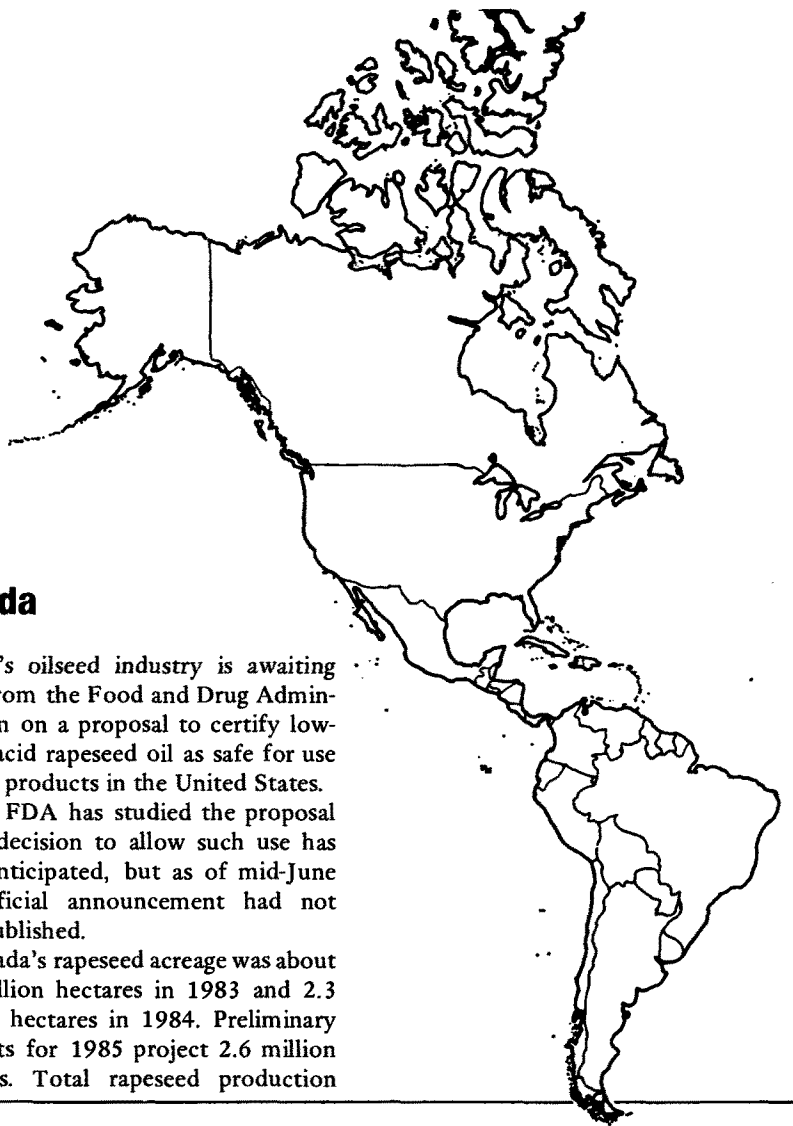 da
's oilseed industry is awaiting
rom the Food and Drug Admin-
n on a proposal to certify low-
acid rapeseed oil as safe for use
products in the United States.
FDA has studied the proposal
decision to allow such use has
nticipated, but as of mid-June
ficial announcement had not
ublished.
ada's rapeseed acreage was about
llion hectares in 1983 and 2.3
hectares in 1984. Preliminary
ts for 1985 project 2.6 million
s. Total rapeseed production